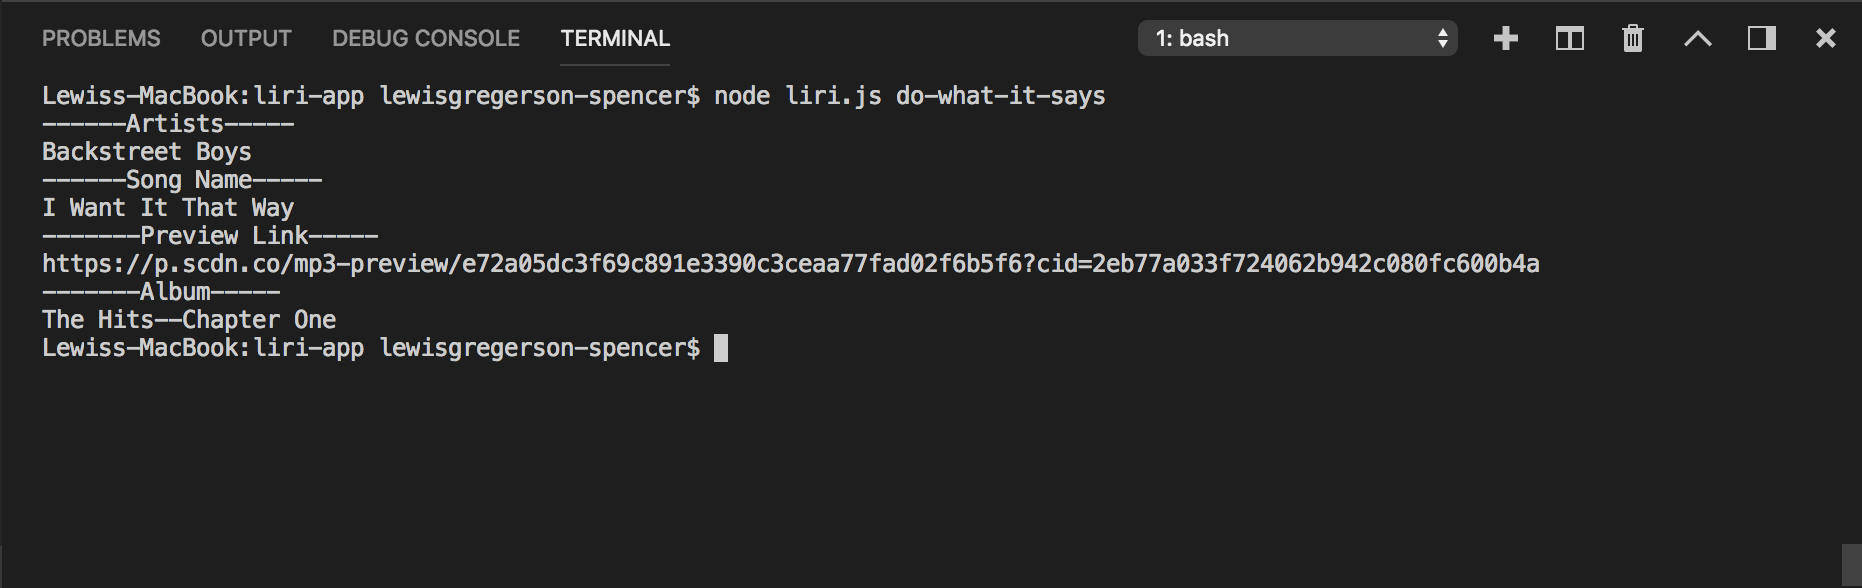 PROBLEMS OUTPUT DEBUG CONSOLE TERMINAL 1: bash
Lewiss-MacBook:liri-app lewisgregerson-spencer$ node liri.js do-what-it-says
------Artists-----
Backstreet Boys
------Song Name-----
I Want It That Way
-------Preview Link-----
https://p.scdn.co/mp3-preview/e72a05dc3f69c891e3390c3ceaa77fad02f6b5f6?cid=2eb77a033f724062b942c080fc600b4a
-------Album-----
The Hits--Chapter One
Lewiss-MacBook:liri-app lewisgregerson-spencer$